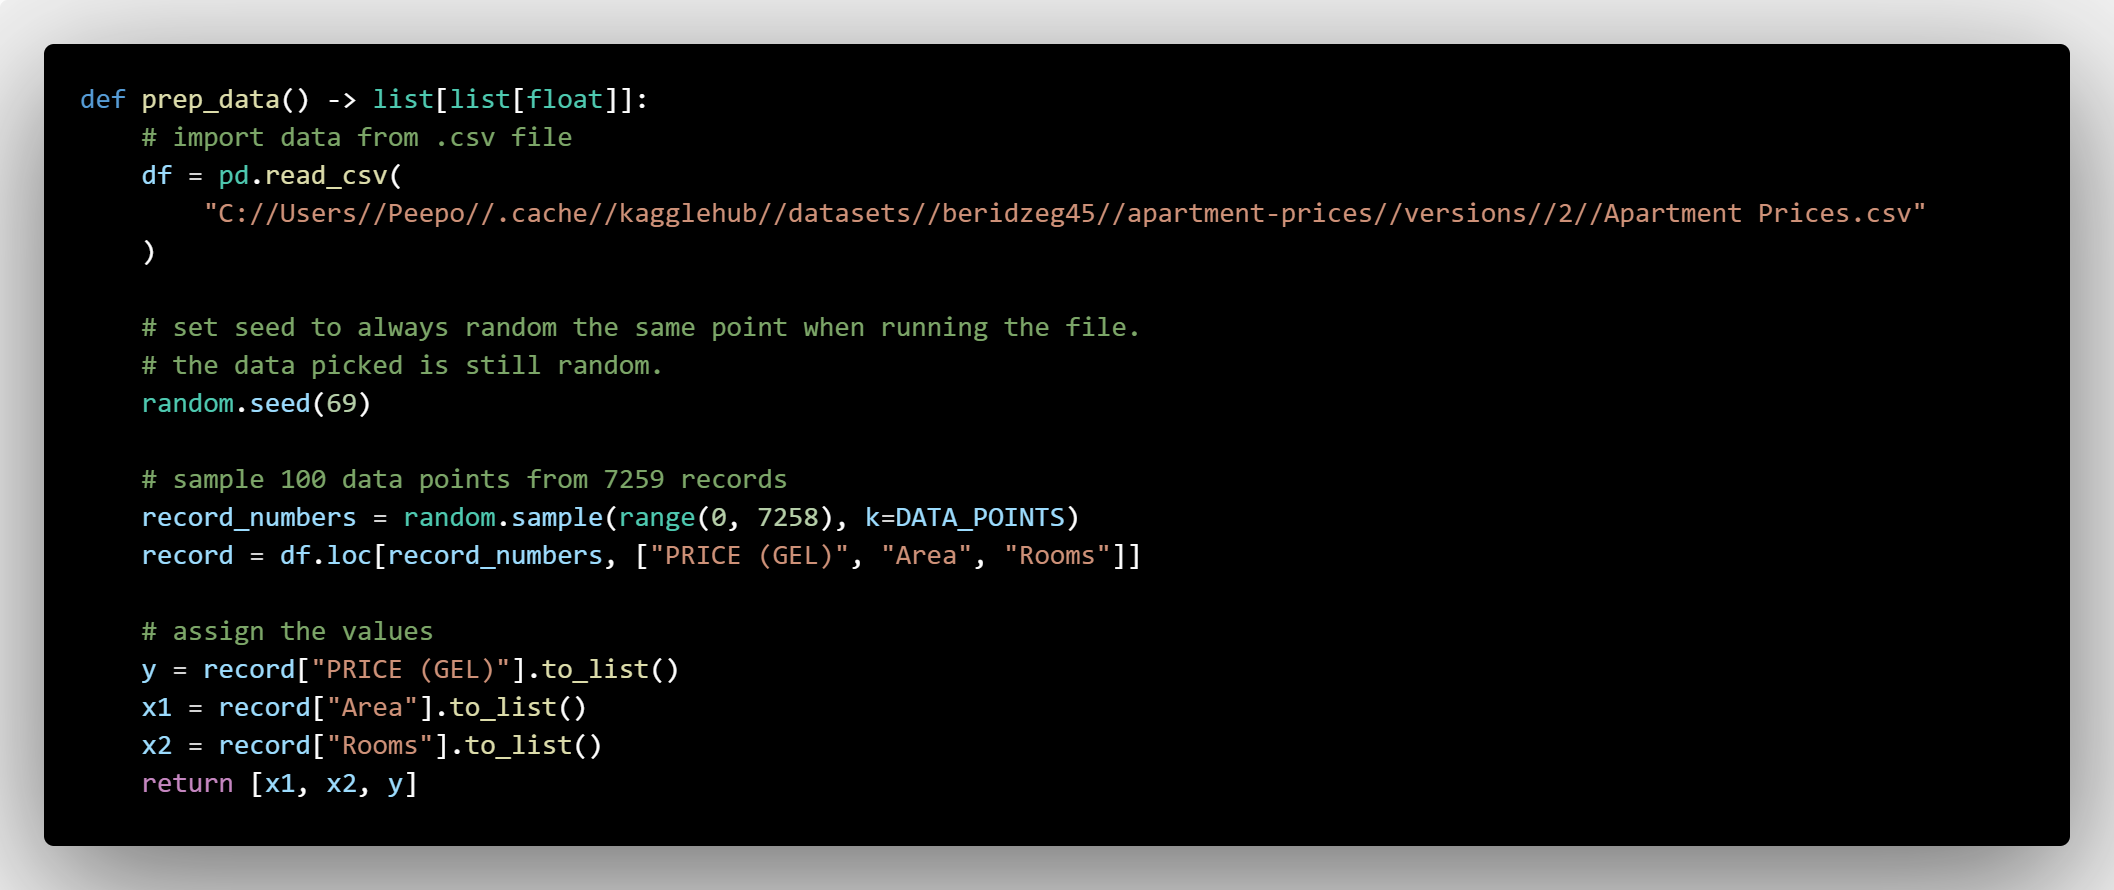 def prep_data() -> list[list[float]]:
    # import data from .csv file
    df = pd.read_csv(
        "C://Users//Peepo//.cache//kagglehub//datasets//beridzeg45//apartment-prices//versions//2//Apartment Prices.csv"
    )

    # set seed to always random the same point when running the file.
    # the data picked is still random.
    random.seed(69)

    # sample 100 data points from 7259 records
    record_numbers = random.sample(range(0, 7258), k=DATA_POINTS)
    record = df.loc[record_numbers, ["PRICE (GEL)", "Area", "Rooms"]]

    # assign the values
    y = record["PRICE (GEL)"].to_list()
    x1 = record["Area"].to_list()
    x2 = record["Rooms"].to_list()
    return [x1, x2, y]